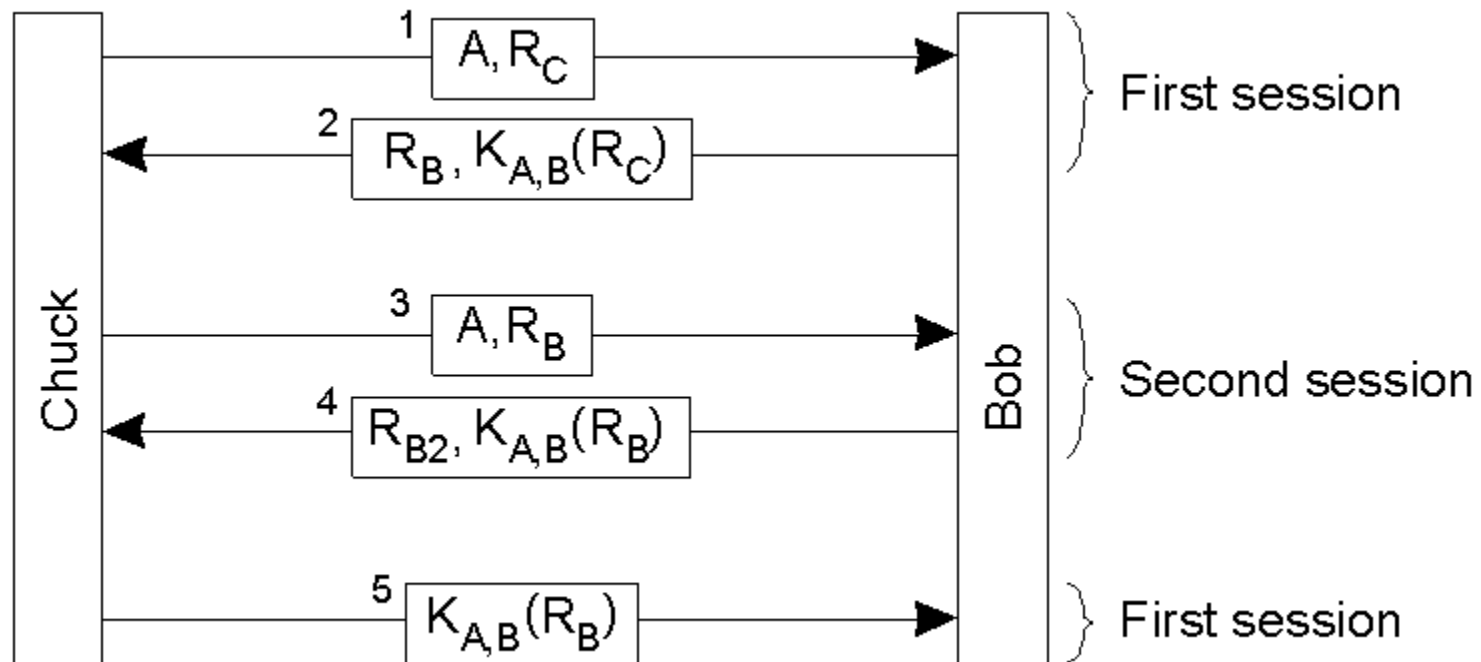 1
A, R_C
First session
2
R_B, K_A,B(R_C)
3
A, R_B
Chuck
Bob
Second session
4
R_B2, K_A,B(R_B)
5
K_A,B(R_B)
First session